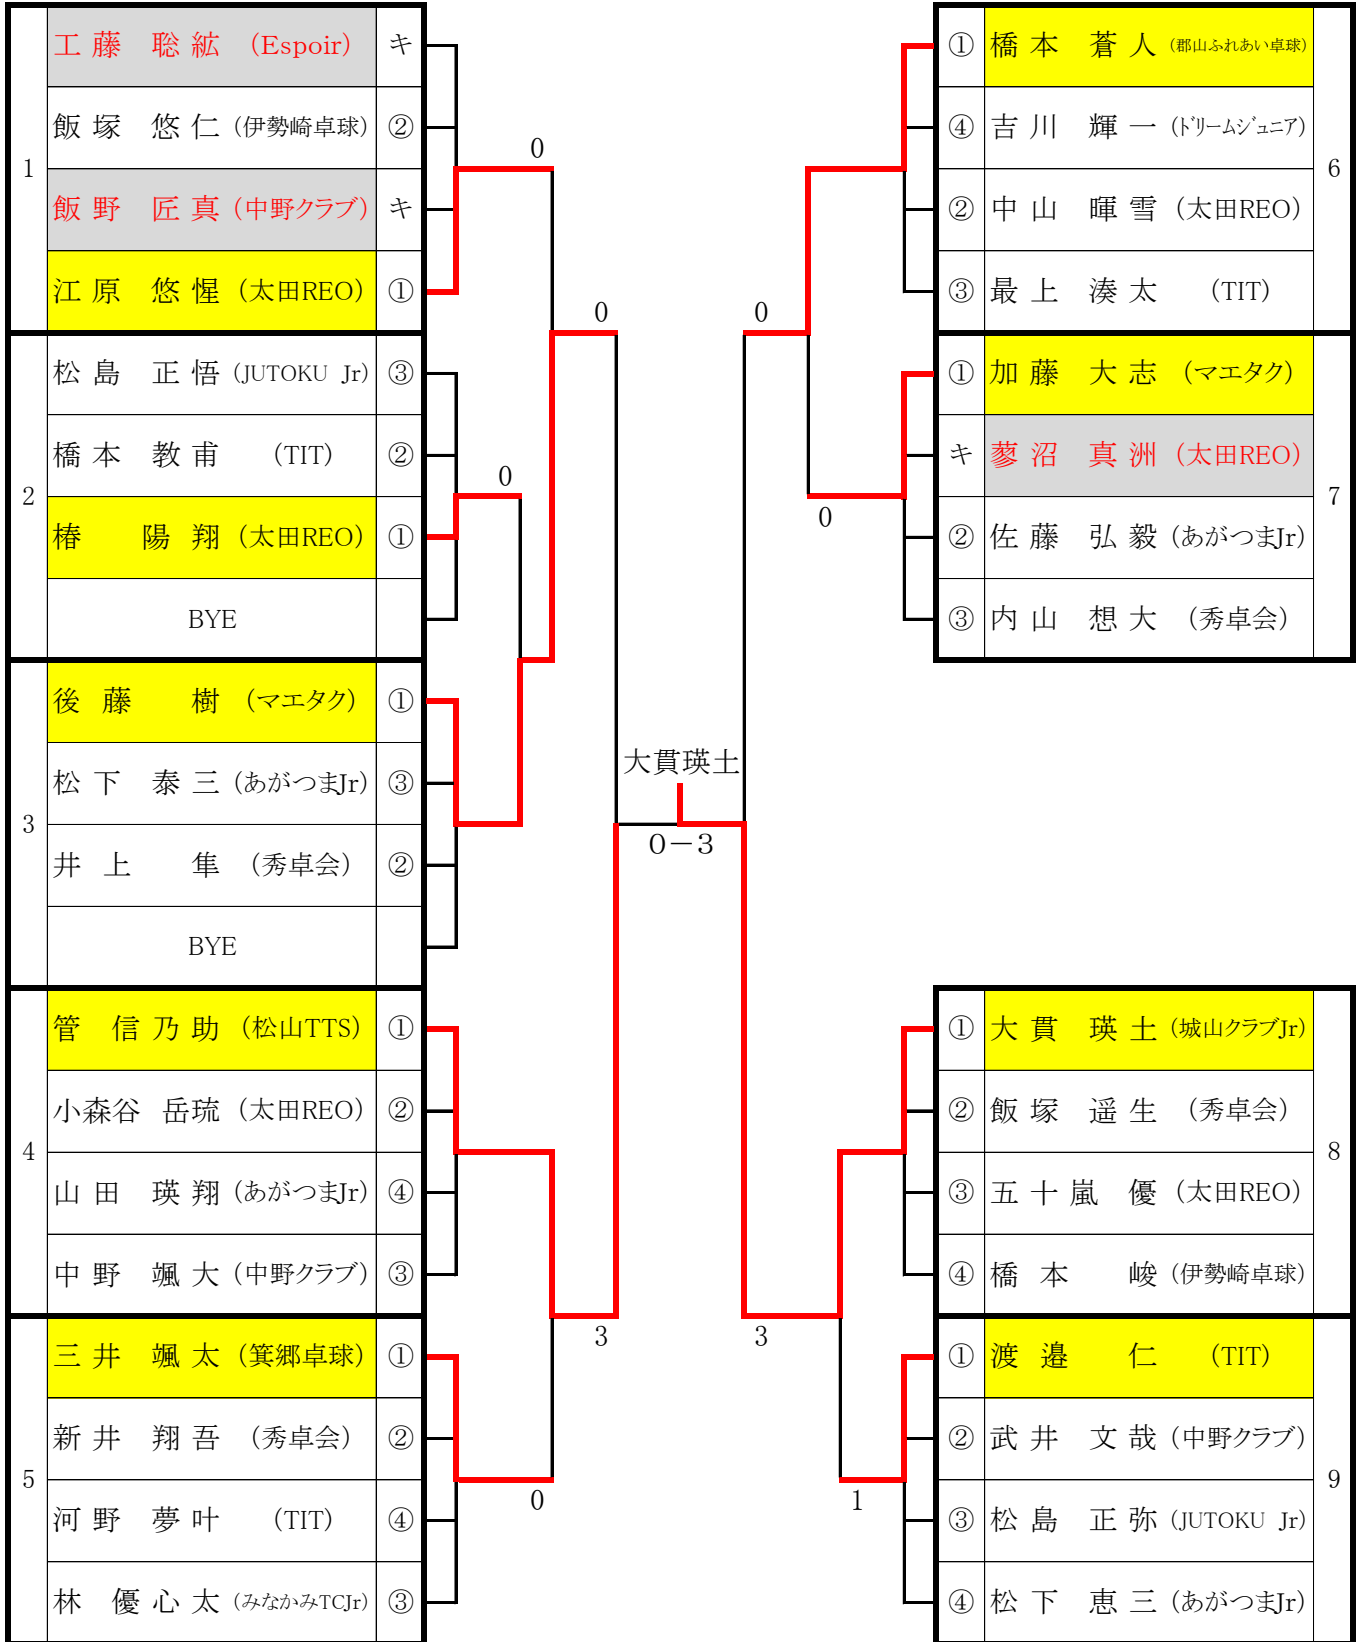 1
工藤 聡紘 (Espoir) キ
飯塚 悠仁 (伊勢崎卓球) ②
飯野 匠真 (中野クラブ) キ
江原 悠惺 (太田REO) ①
2
松島 正悟 (JUTOKU Jr) ③
橋本 教甫 (TIT) ②
椿 陽翔 (太田REO) ①
BYE
3
後藤 樹 (マエタク) ①
松下 泰三 (あがつまJr) ③
井上 隼 (秀卓会) ②
BYE
4
管 信乃助 (松山TTS) ①
小森谷 岳琉 (太田REO) ②
山田 瑛翔 (あがつまJr) ④
中野 颯大 (中野クラブ) ③
5
三井 颯太 (箕郷卓球) ①
新井 翔吾 (秀卓会) ②
河野 夢叶 (TIT) ④
林 優心太 (みなかみTCJr) ③
0
0
0
3
0
大貫瑛土
0－3
0
0
3
1
① 橋本 蒼人 (郡山ふれあい卓球)
④ 吉川 輝一 (ドリームジュニア)
② 中山 暉雪 (太田REO)
③ 最上 湊太 (TIT)
6
① 加藤 大志 (マエタク)
キ 蓼沼 真洲 (太田REO)
② 佐藤 弘毅 (あがつまJr)
③ 内山 想大 (秀卓会)
7
① 大貫 瑛土 (城山クラブJr)
② 飯塚 遥生 (秀卓会)
③ 五十嵐 優 (太田REO)
④ 橋本 峻 (伊勢崎卓球)
8
① 渡邉 仁 (TIT)
② 武井 文哉 (中野クラブ)
③ 松島 正弥 (JUTOKU Jr)
④ 松下 恵三 (あがつまJr)
9